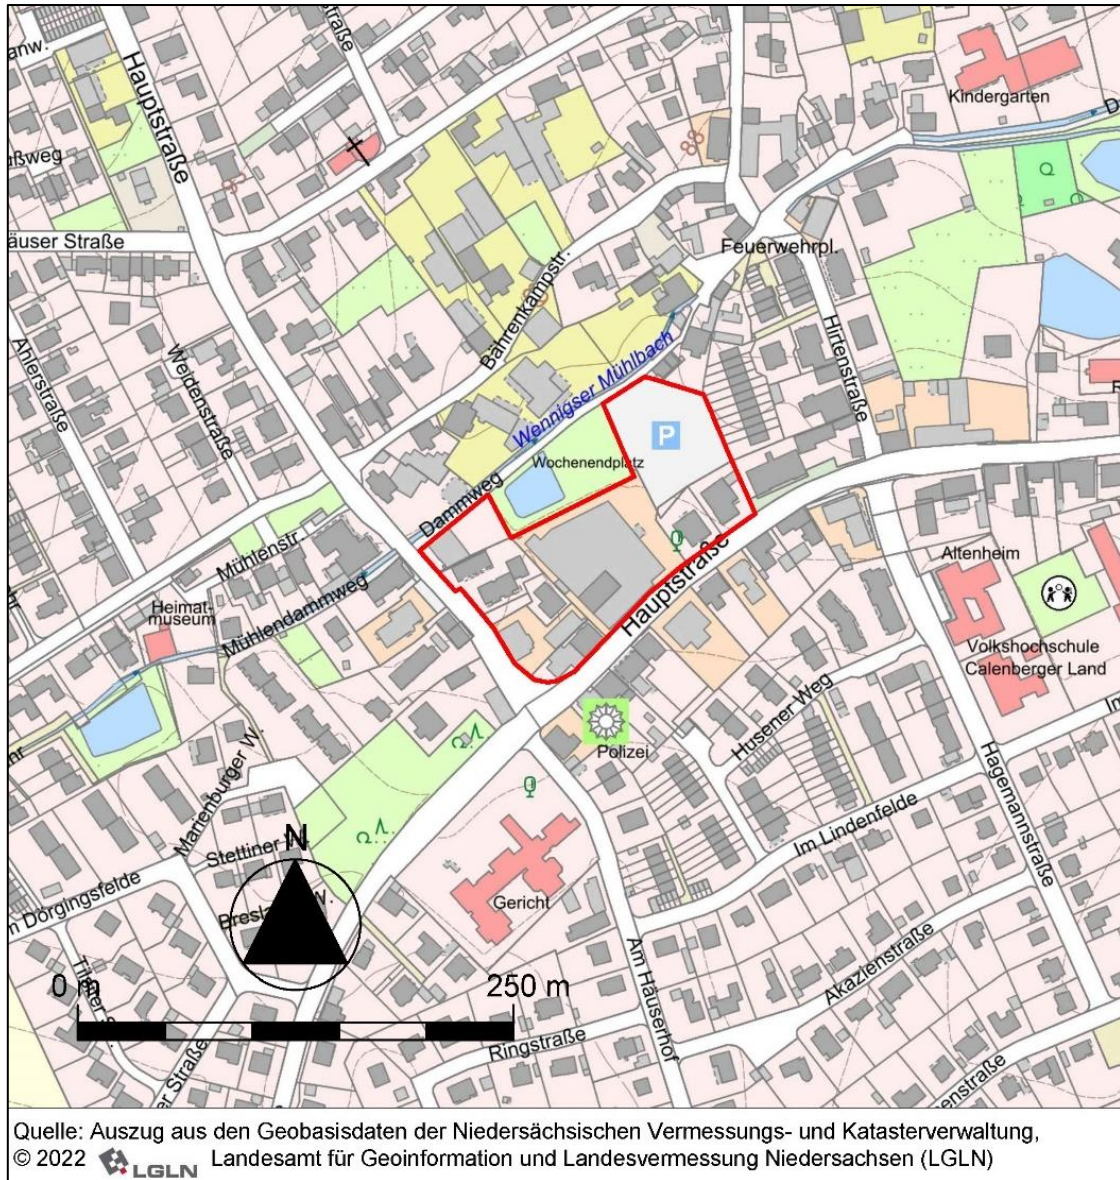 Hauptstraße
Kindergarten
äuser Straße
Feuerwehrpl.
Bährenkampstr.
Hirtenstraße
Ahlerstraße
Weidenstraße
Wennigser Mühlbach
P
Wochenendplatz
Dammweg
Mühlenstr.
Hauptstraße
Altenheim
Heimat-
museum
Mühlendammweg
Volkshochschule
Calenberger Land
Husener Weg
Polizei
Marienburger W.
Hagemannstraße
Im Lindenfelde
Stettiner
N
Gericht
m Dörgingsfelde
Akazienstraße
Am Häuserhof
0 m
250 m
Ringstraße
Quelle: Auszug aus den Geobasisdaten der Niedersächsischen Vermessungs- und Katasterverwaltung,
© 2022 LGLN Landesamt für Geoinformation und Landesvermessung Niedersachsen (LGLN)